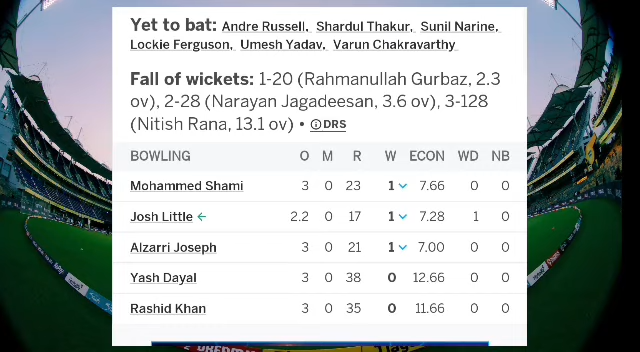 Yet to bat: Andre Russell, Shardul Thakur, Sunil Narine,
Lockie Ferguson, Umesh Yadav, Varun Chakravarthy
Fall of wickets: 1-20 (Rahmanullah Gurbaz, 2.3
ov), 2-28 (Narayan Jagadeesan, 3.6 ov), 3-128
(Nitish Rana, 13.1 ov) • ⓘ DRS
BOWLING O M R W ECON WD NB
Mohammed Shami 3 0 23 1 7.66 0 0
Josh Little ← 2.2 0 17 1 7.28 1 0
Alzarri Joseph 3 0 21 1 7.00 0 0
Yash Dayal 3 0 38 0 12.66 0 0
Rashid Khan 3 0 35 0 11.66 0 0